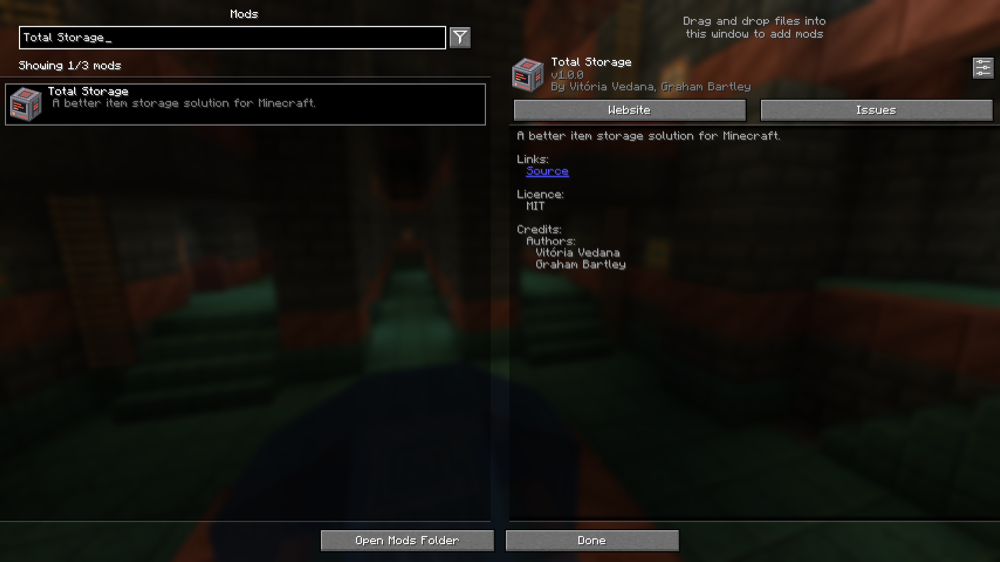 Mods
Total Storage_
Showing 1/3 mods
Total Storage
A better item storage solution for Minecraft.
Drag and drop files into
this window to add mods
Total Storage
v1.0.0
By Vitória Vedana, Graham Bartley
Website
Issues
A better item storage solution for Minecraft.
Links:
Source
Licence:
MIT
Credits:
Authors:
Vitória Vedana
Graham Bartley
Open Mods Folder
Done